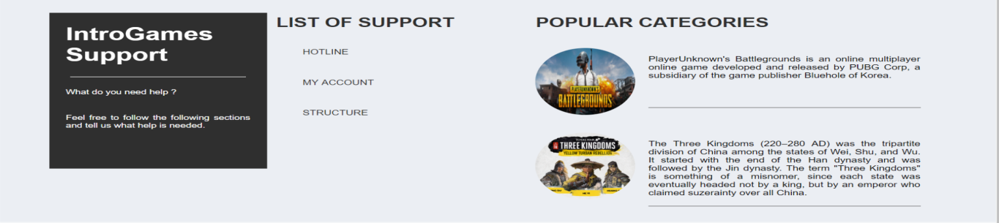 IntroGames
Support
What do you need help ?
Feel free to follow the following sections
and tell us what help is needed.
LIST OF SUPPORT
HOTLINE
MY ACCOUNT
STRUCTURE
POPULAR CATEGORIES
PLAYERUNKNOWN'S
BATTLEGROUNDS
PlayerUnknown's Battlegrounds is an online multiplayer
online game developed and released by PUBG Corp, a
subsidiary of the game publisher Bluehole of Korea.
TOTAL WAR
THREE KINGDOMS
YELLOW TURBAN REBELLION
The Three Kingdoms (220–280 AD) was the tripartite
division of China among the states of Wei, Shu, and Wu.
It started with the end of the Han dynasty and was
followed by the Jin dynasty. The term "Three Kingdoms"
is something of a misnomer, since each state was
eventually headed not by a king, but by an emperor who
claimed suzerainty over all China.